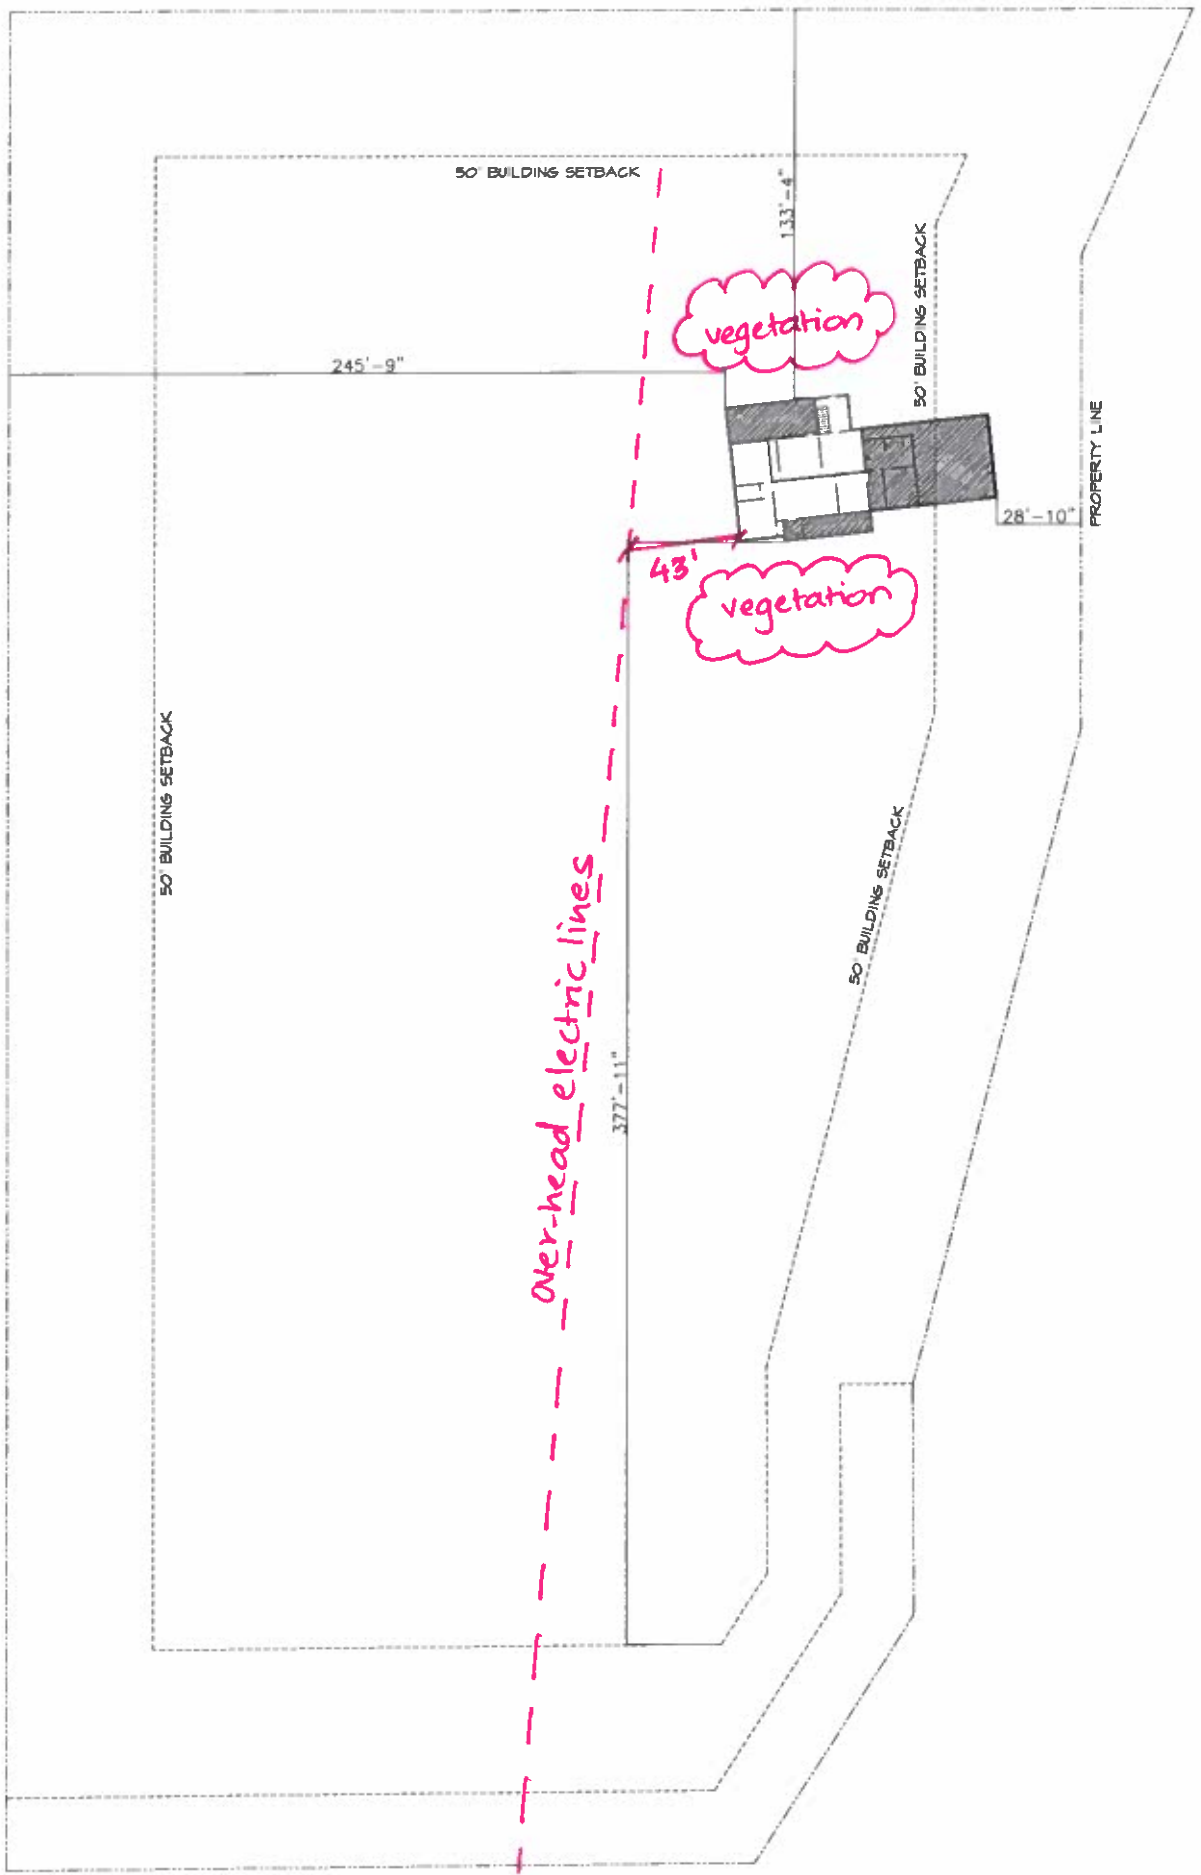 50' BUILDING SETBACK
133'-4"
50' BUILDING SETBACK
vegetation
245'-9"
PROPERTY LINE
28'-10"
43'
vegetation
50' BUILDING SETBACK
50' BUILDING SETBACK
over-head electric lines
377'-11"